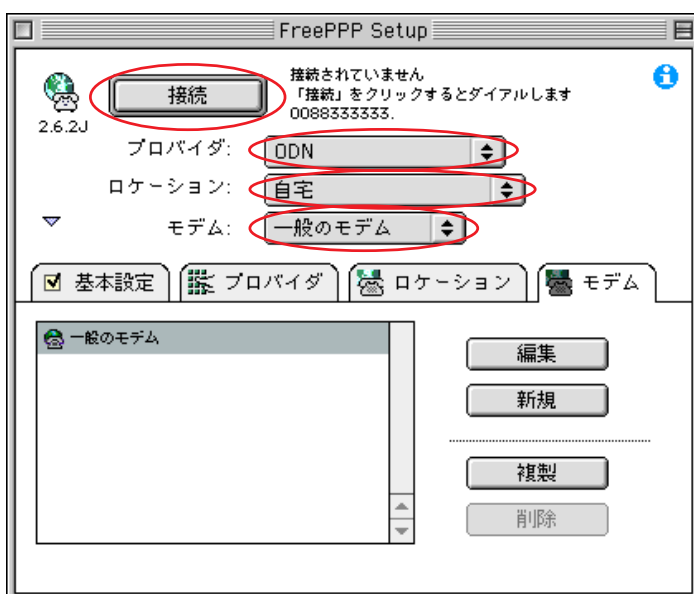 FreePPP Setup
接続
接続されていません
「接続」をクリックするとダイアルします
0088333333.
2.6.2J
プロバイダ:
ODN
ロケーション:
自宅
モデム:
一般のモデム
基本設定
プロバイダ
ロケーション
モデム
一般のモデム
編集
新規
複製
削除